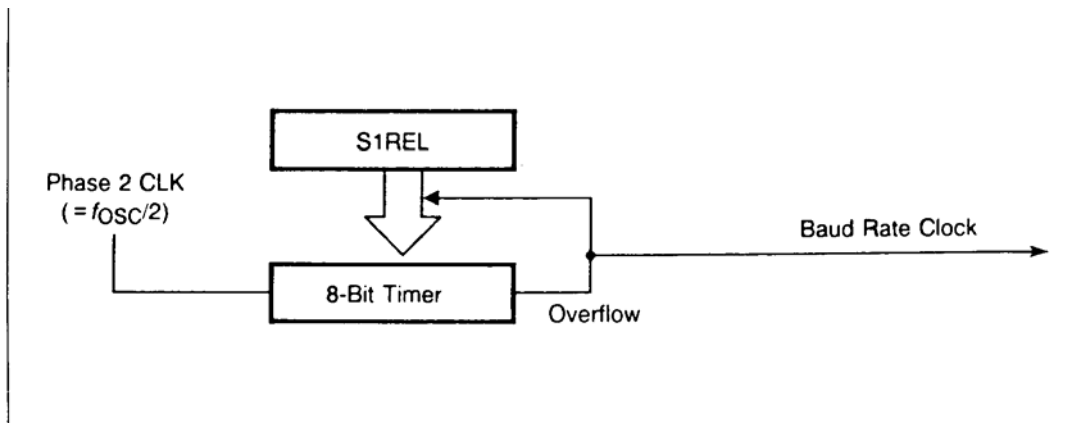 S1REL
Phase 2 CLK
(=fOSC/2)
Baud Rate Clock
8-Bit Timer
Overflow